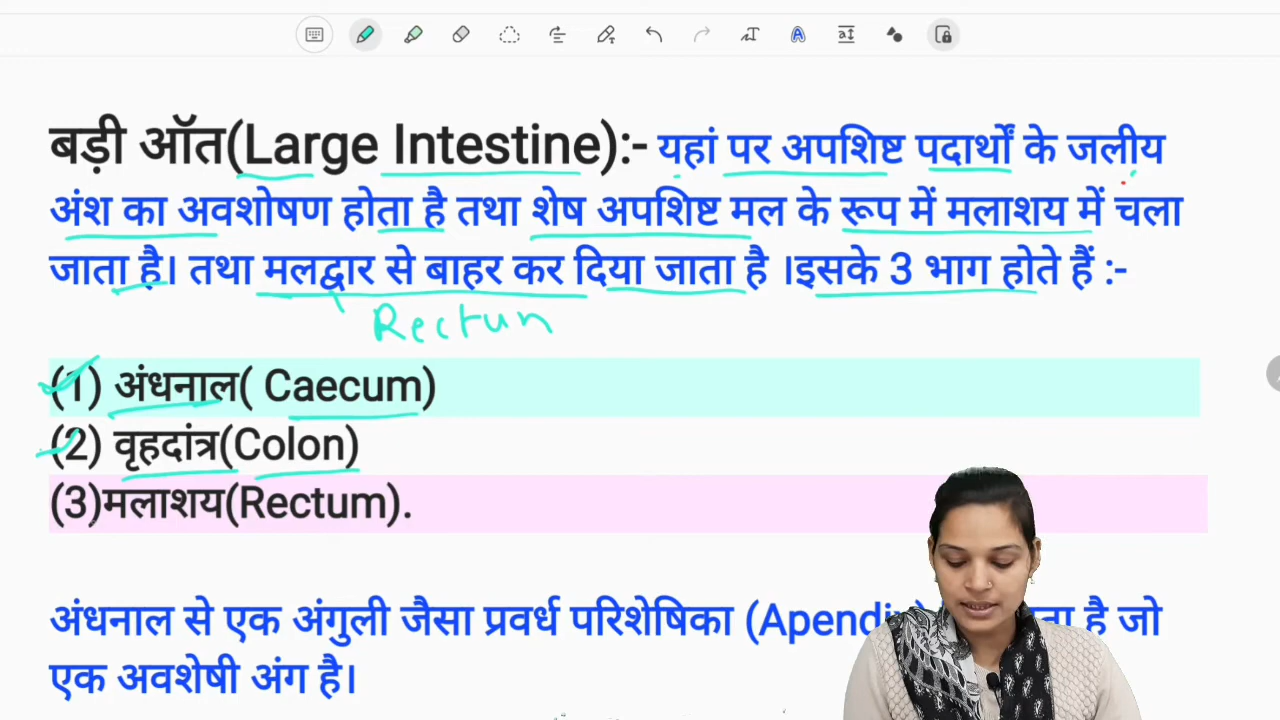 बड़ी ऑत(Large Intestine):- यहां पर अपशिष्ट पदार्थों के जलीय
अंश का अवशोषण होता है तथा शेष अपशिष्ट मल के रूप में मलाशय में चला
जाता है। तथा मलद्वार से बाहर कर दिया जाता है ।इसके 3 भाग होते हैं :-
Rectun
(1) अंधनाल( Caecum)
(2) वृहदांत्र(Colon)
(3)मलाशय(Rectum).
अंधनाल से एक अंगुली जैसा प्रवर्ध परिशेषिका है जो
एक अवशेषी अंग है।